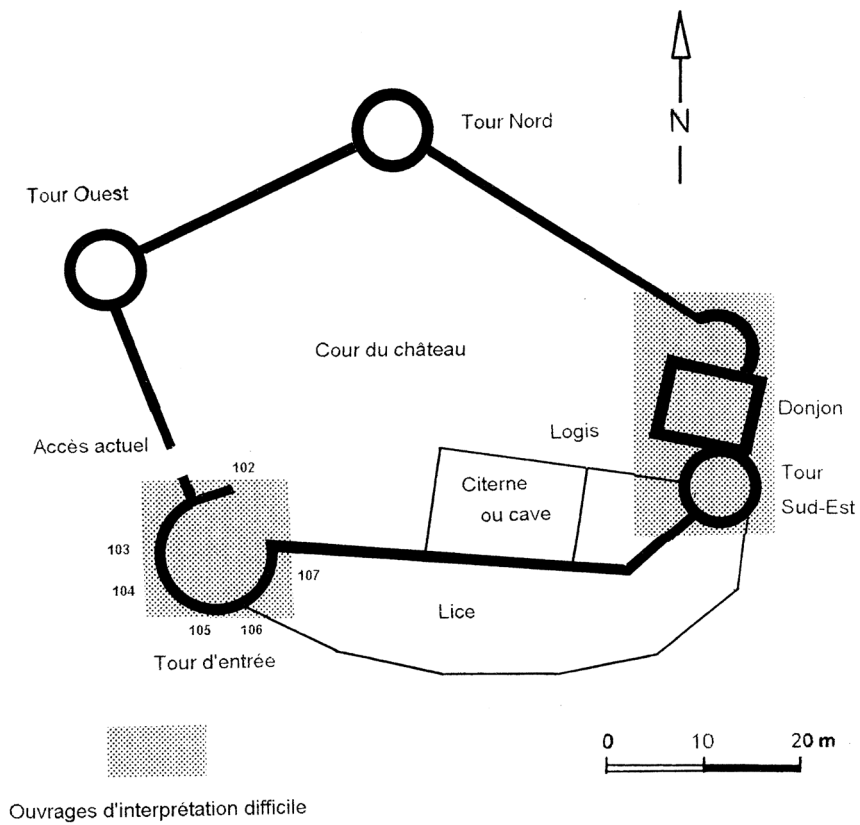 Tour Nord
N
Tour Ouest
Cour du château
Donjon
Accès actuel
Logis
102
Citerne
ou cave
Tour
Sud-Est
103
104
107
105
106
Lice
Tour d'entrée
0 10 20 m
Ouvrages d'interprétation difficile